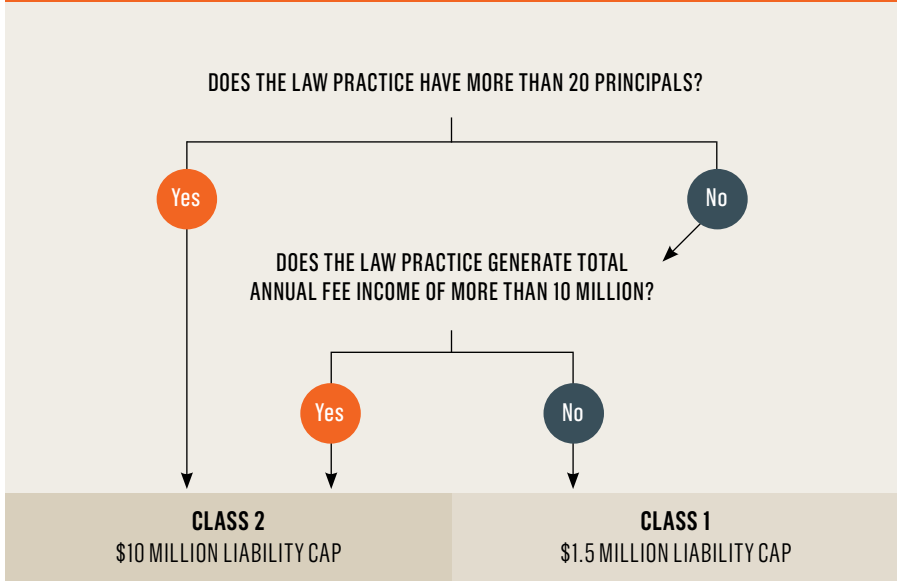 DOES THE LAW PRACTICE HAVE MORE THAN 20 PRINCIPALS?
Yes
No
DOES THE LAW PRACTICE GENERATE TOTAL
ANNUAL FEE INCOME OF MORE THAN 10 MILLION?
Yes
No
CLASS 2
$10 MILLION LIABILITY CAP
CLASS 1
$1.5 MILLION LIABILITY CAP